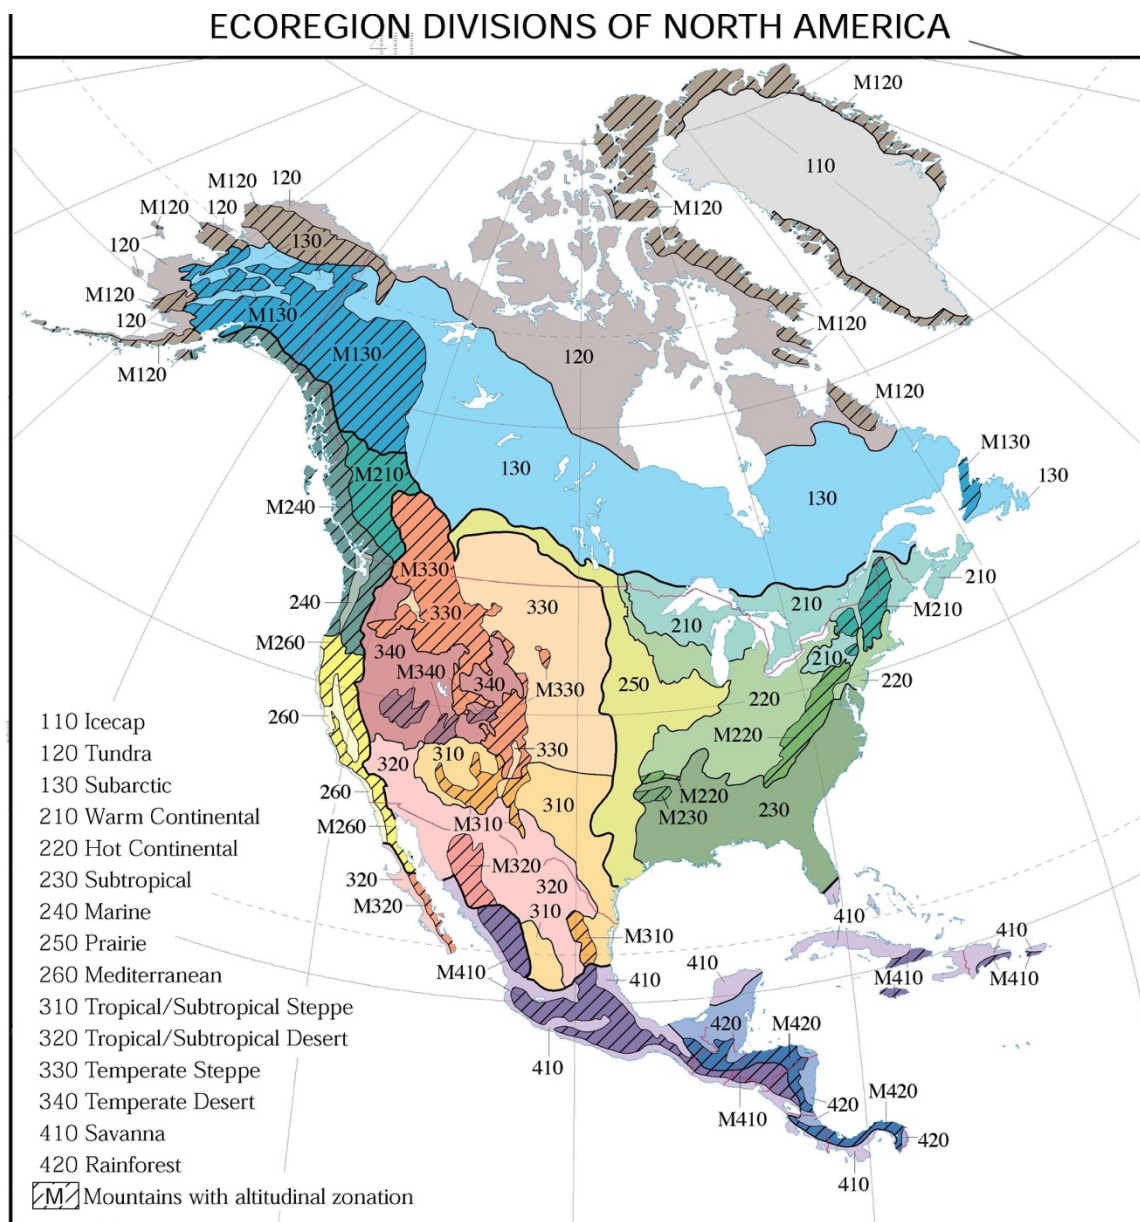 ECOREGION DIVISIONS OF NORTH AMERICA
M120
110
M120
120
M120
M120
120
120
130
M120
M120
M130
120
M120
M130
120
M120
M130
130
M210
130
130
M240
M330
210
330
330
210
240
M210
210
M260
340
210
M340
340
M330
250
220
220
110 Icecap
260
M220
120 Tundra
310
330
320
130 Subarctic
M220
260
310
230
210 Warm Continental
M230
M310
M260
220 Hot Continental
M320
230 Subtropical
320
320
M320
240 Marine
310
410
M310
250 Prairie
410
M410
410
410
M410
M410
260 Mediterranean
310 Tropical/Subtropical Steppe
420
M420
320 Tropical/Subtropical Desert
410
330 Temperate Steppe
M420
340 Temperate Desert
M410
420
410 Savanna
420
420 Rainforest
410
M Mountains with altitudinal zonation